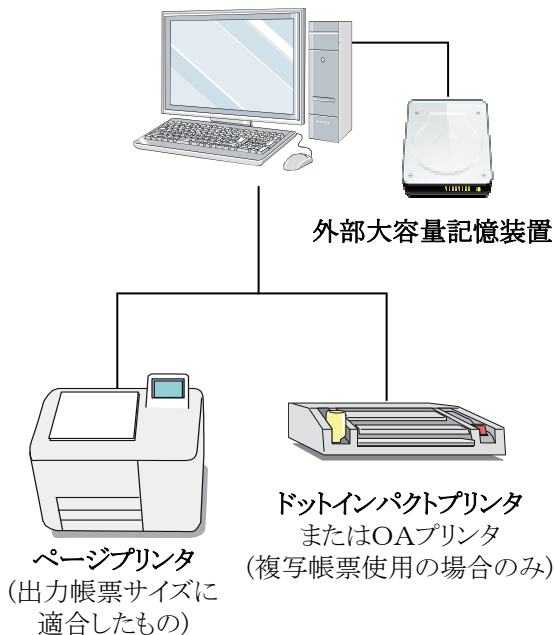 外部大容量記憶装置
ページプリンタ
(出力帳票サイズに
適合したもの)
ドットインパクトプリンタ
またはOAプリンタ
(複写帳票使用の場合のみ)